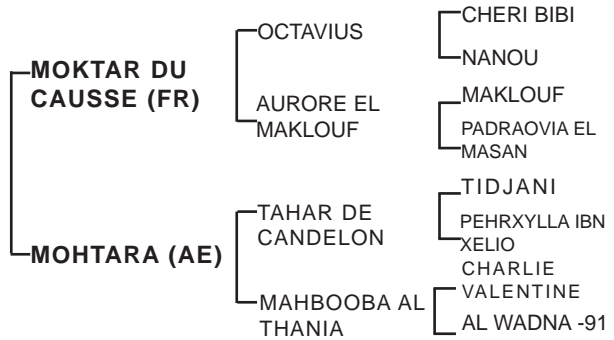 CHERI BIBI
OCTAVIUS
NANOU
MOKTAR DU
CAUSSE (FR)
AURORE EL
MAKLOUF
MAKLOUF
PADRAOVIA EL
MASAN
TIDJANI
TAHAR DE
CANDELON
PEHRXYLLA IBN
XELIO
MOHTARA (AE)
CHARLIE
VALENTINE
MAHBOOBA AL
THANIA
AL WADNA -91